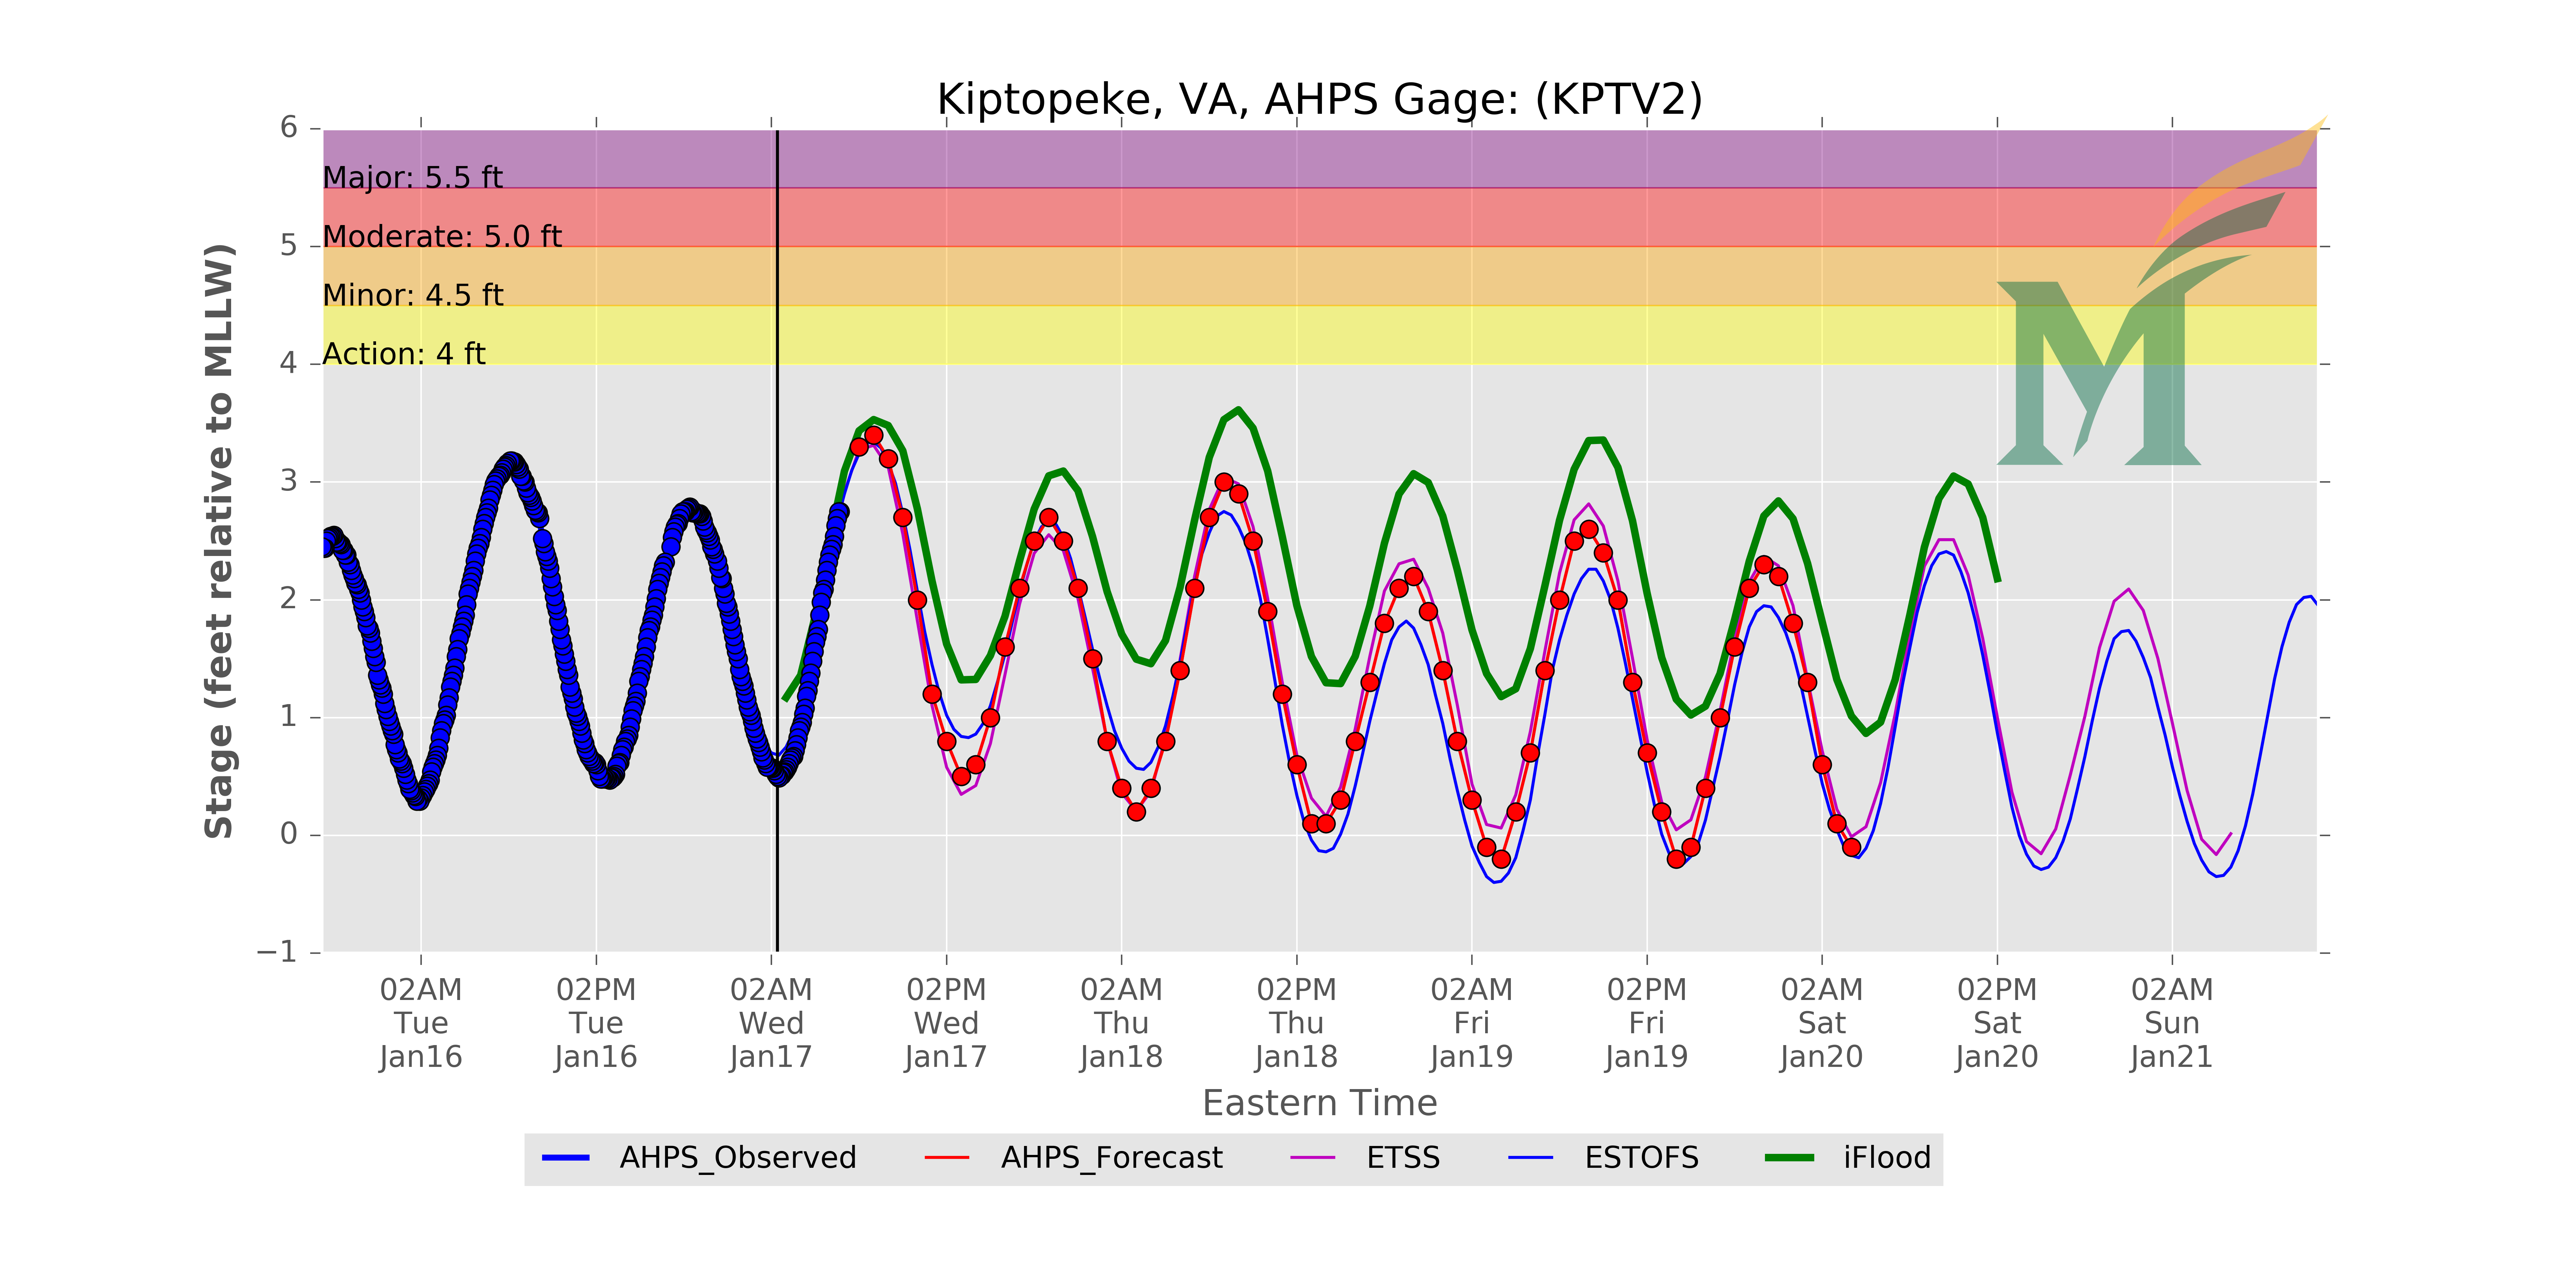 Kiptopeke, VA, AHPS Gage: (KPTV2)
Stage (feet relative to MLLW)
6
5
4
3
2
1
0
−1
Major: 5.5 ft
Moderate: 5.0 ft
Minor: 4.5 ft
Action: 4 ft
M
02AM Tue Jan16
02PM Tue Jan16
02AM Wed Jan17
02PM Wed Jan17
02AM Thu Jan18
02PM Thu Jan18
02AM Fri Jan19
02PM Fri Jan19
02AM Sat Jan20
02PM Sat Jan20
02AM Sun Jan21
Eastern Time
AHPS_Observed AHPS_Forecast ETSS ESTOFS iFlood